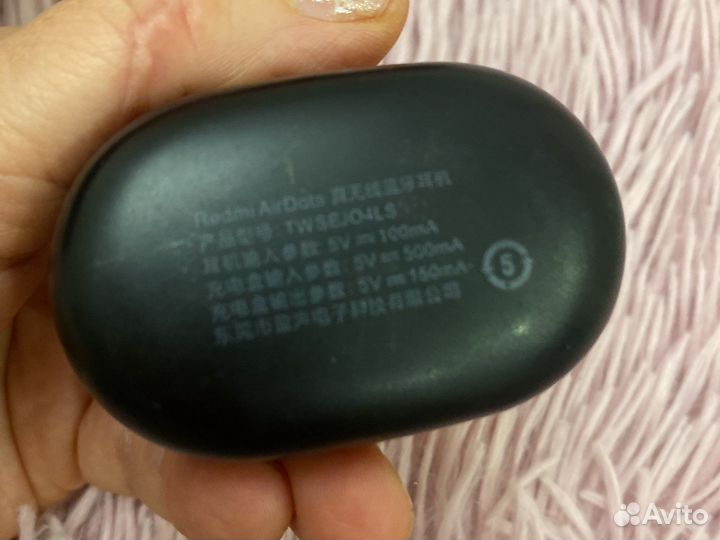 Redmi AirDots 真无线蓝牙耳机
产品型号: TWSEJ04LS
耳机输入参数: 5V ⎓ 100mA
充电盒输入参数: 5V ⎓ 500mA
充电盒输出参数: 5V ⎓ 150mA
东莞市盈声电子科技有限公司
5
Avito